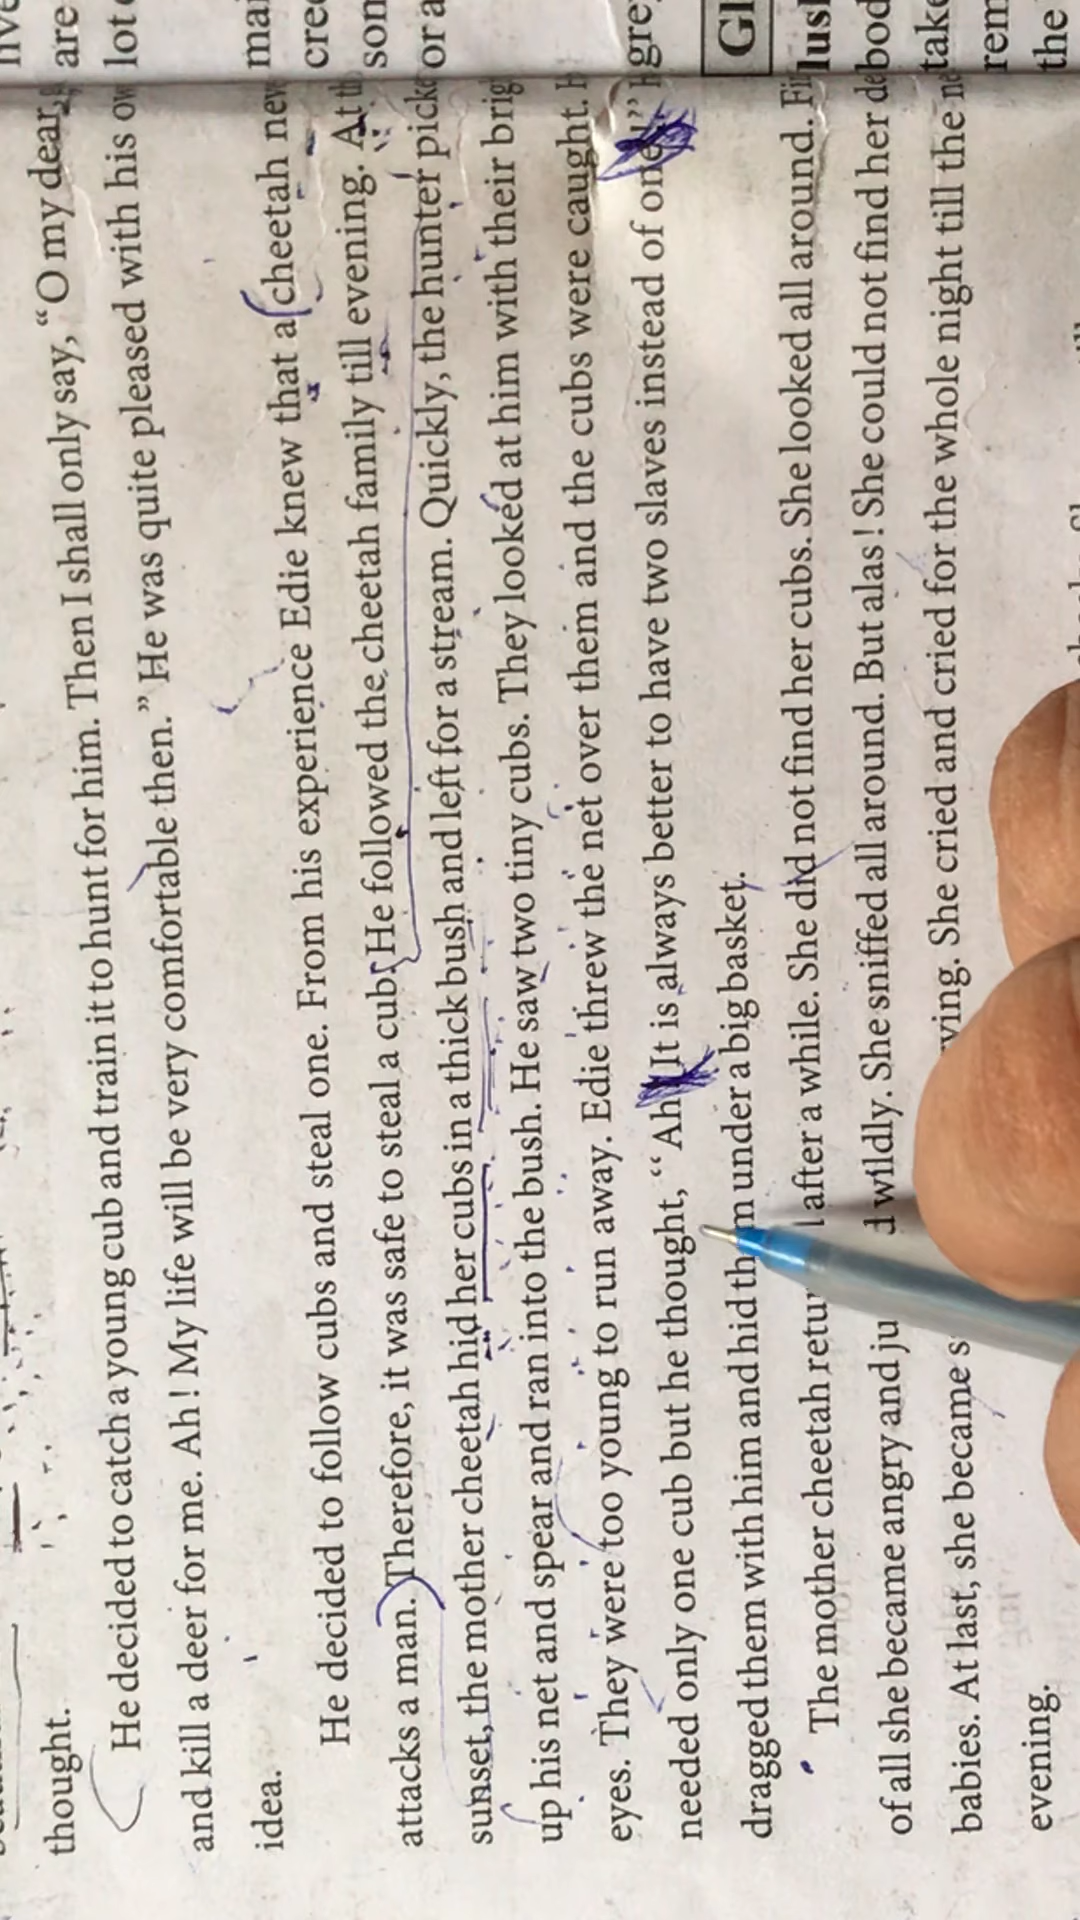 thought.
He decided to catch a young cub and train it to hunt for him. Then I shall only say, “O my dear,
and kill a deer for me. Ah! My life will be very comfortable then.” He was quite pleased with his
idea.
He decided to follow cubs and steal one. From his experience Edie knew that a cheetah
attacks a man. Therefore, it was safe to steal a cub. He followed the cheetah family till evening. At
sunset, the mother cheetah hid her cubs in a thick bush and left for a stream. Quickly, the hunter
up his net and spear and ran into the bush. He saw two tiny cubs. They looked at him with their
eyes. They were too young to run away. Edie threw the net over them and the cubs were caught.
needed only one cub but he thought, “Ah! It is always better to have two slaves instead of one!”
dragged them with him and hid them under a big basket.
The mother cheetah after a while. She did not find her cubs. She looked all around.
of all she became angry and wildly. She sniffed all around. But alas! She could not find her
babies. At last, she became She cried and cried for the whole night till the
evening.
are
lot
son
or a
Gl
bod
take
rem
the